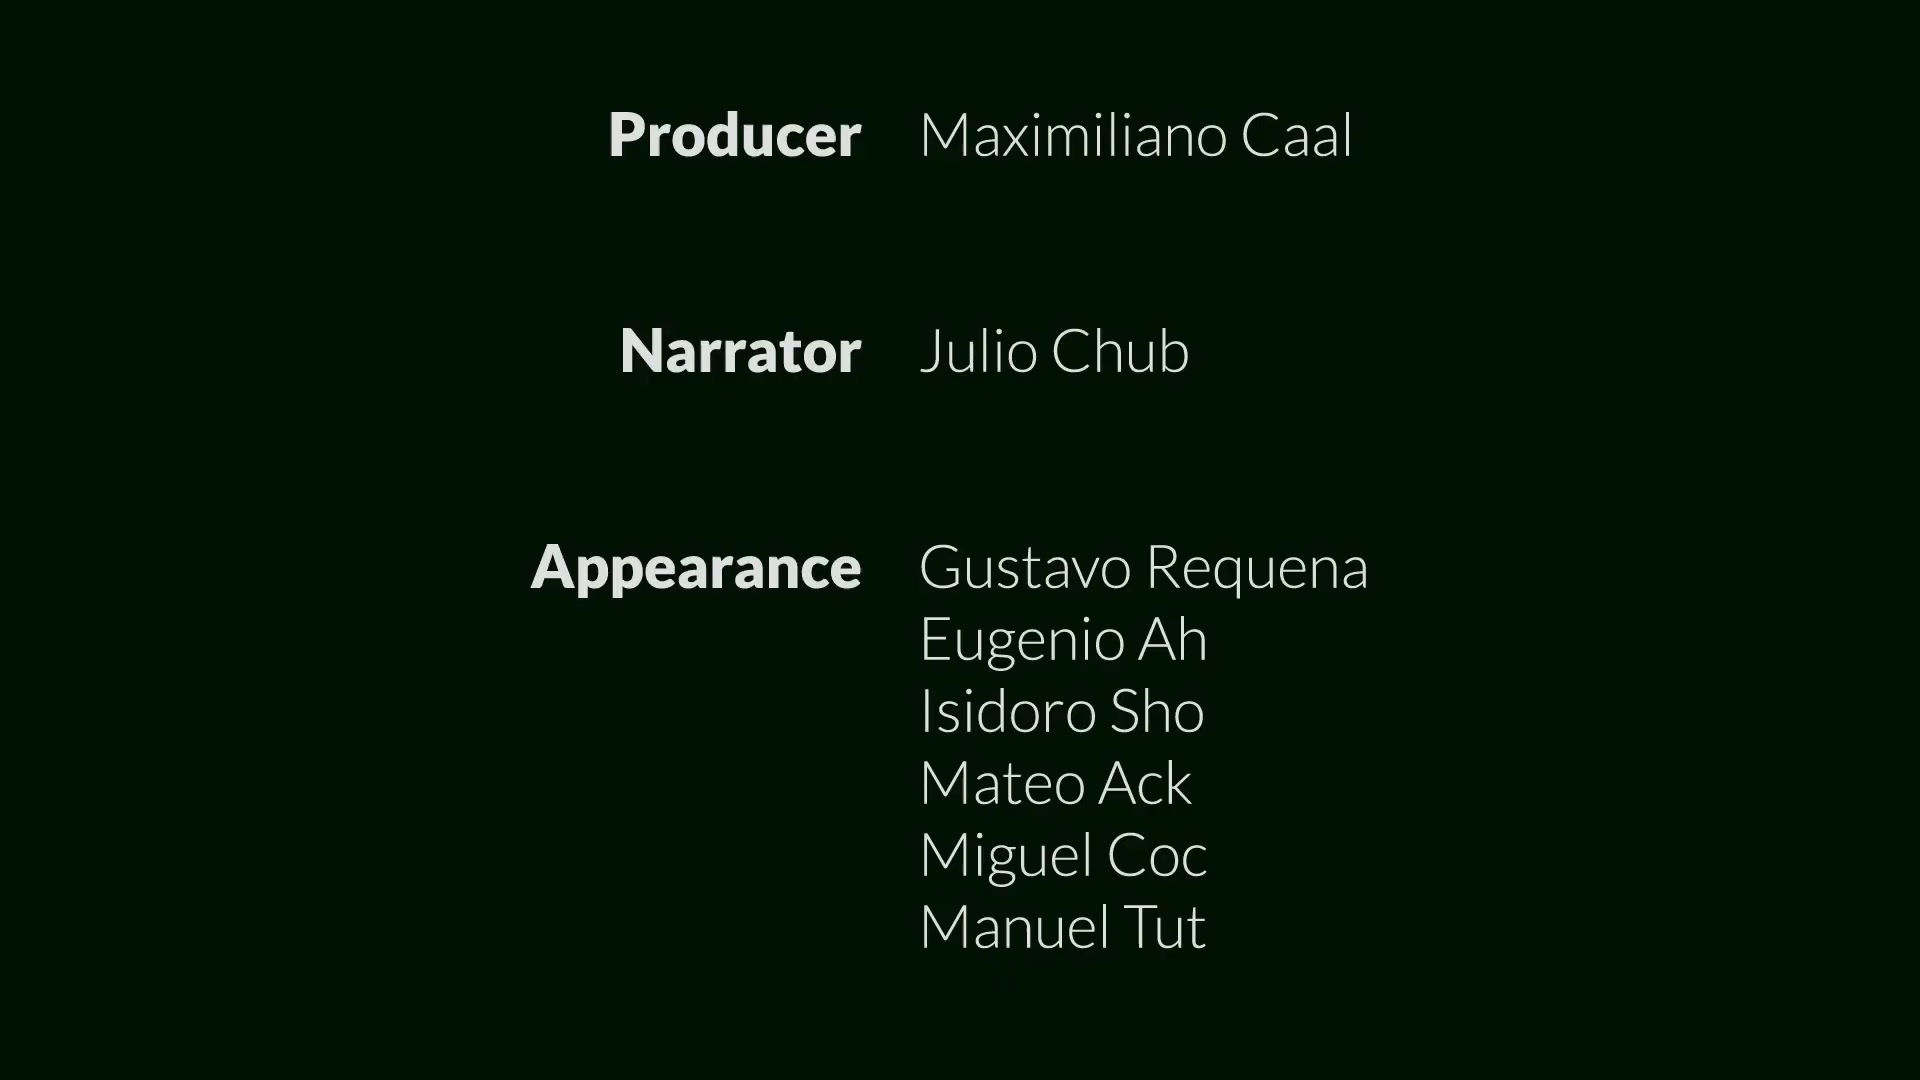 Producer Maximiliano Caal
Narrator Julio Chub
Appearance Gustavo Requena
Eugenio Ah
Isidoro Sho
Mateo Ack
Miguel Coc
Manuel Tut